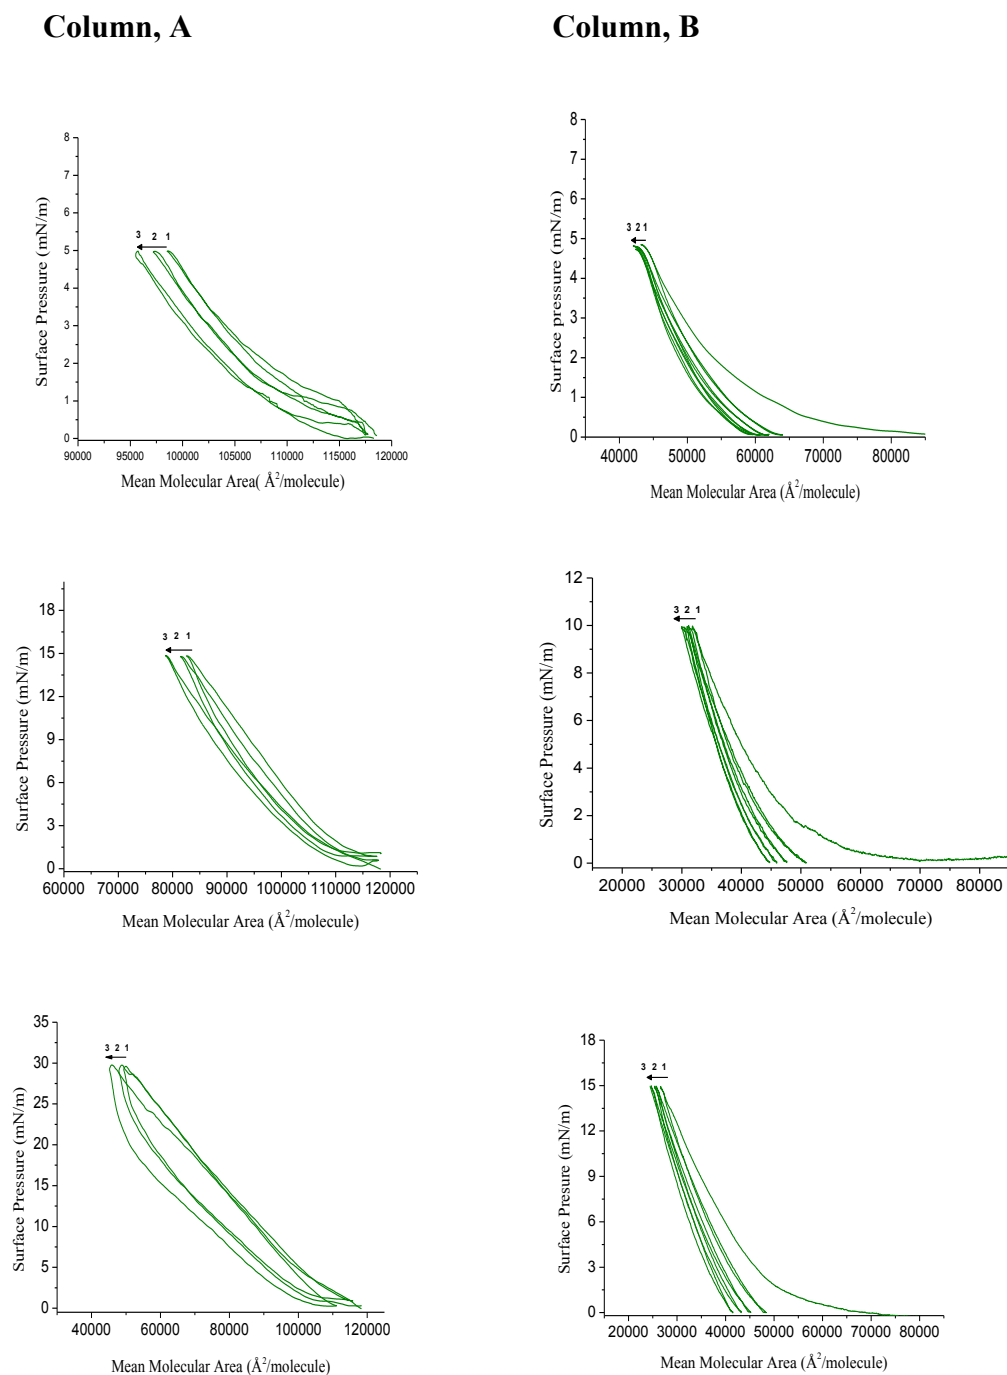 Column, A
Column, B
8
7
6
5
4
3
2
1
0
3 2 1
Surface Pressure (mN/m)
90000 95000 100000 105000 110000 115000 120000
Mean Molecular Area( Å²/molecule)
8
7
6
5
4
3
2
1
0
3 2 1
Surface pressure (mN/m)
40000 50000 60000 70000 80000
Mean Molecular Area (Å²/molecule)
18
15
12
9
6
3
0
3 2 1
Surface Pressure (mN/m)
60000 70000 80000 90000 100000 110000 120000
Mean Molecular Area (Å²/molecule)
12
10
8
6
4
2
0
3 2 1
Surface Pressure (mN/m)
20000 30000 40000 50000 60000 70000 80000
Mean Molecular Area (Å²/molecule)
35
30
25
20
15
10
5
0
3 2 1
Surface Pressure (mN/m)
40000 60000 80000 100000 120000
Mean Molecular Area (Å²/molecule)
18
15
12
9
6
3
0
3 2 1
Surface Presure (mN/m)
20000 30000 40000 50000 60000 70000 80000
Mean Molecular Area (Å²/molecule)